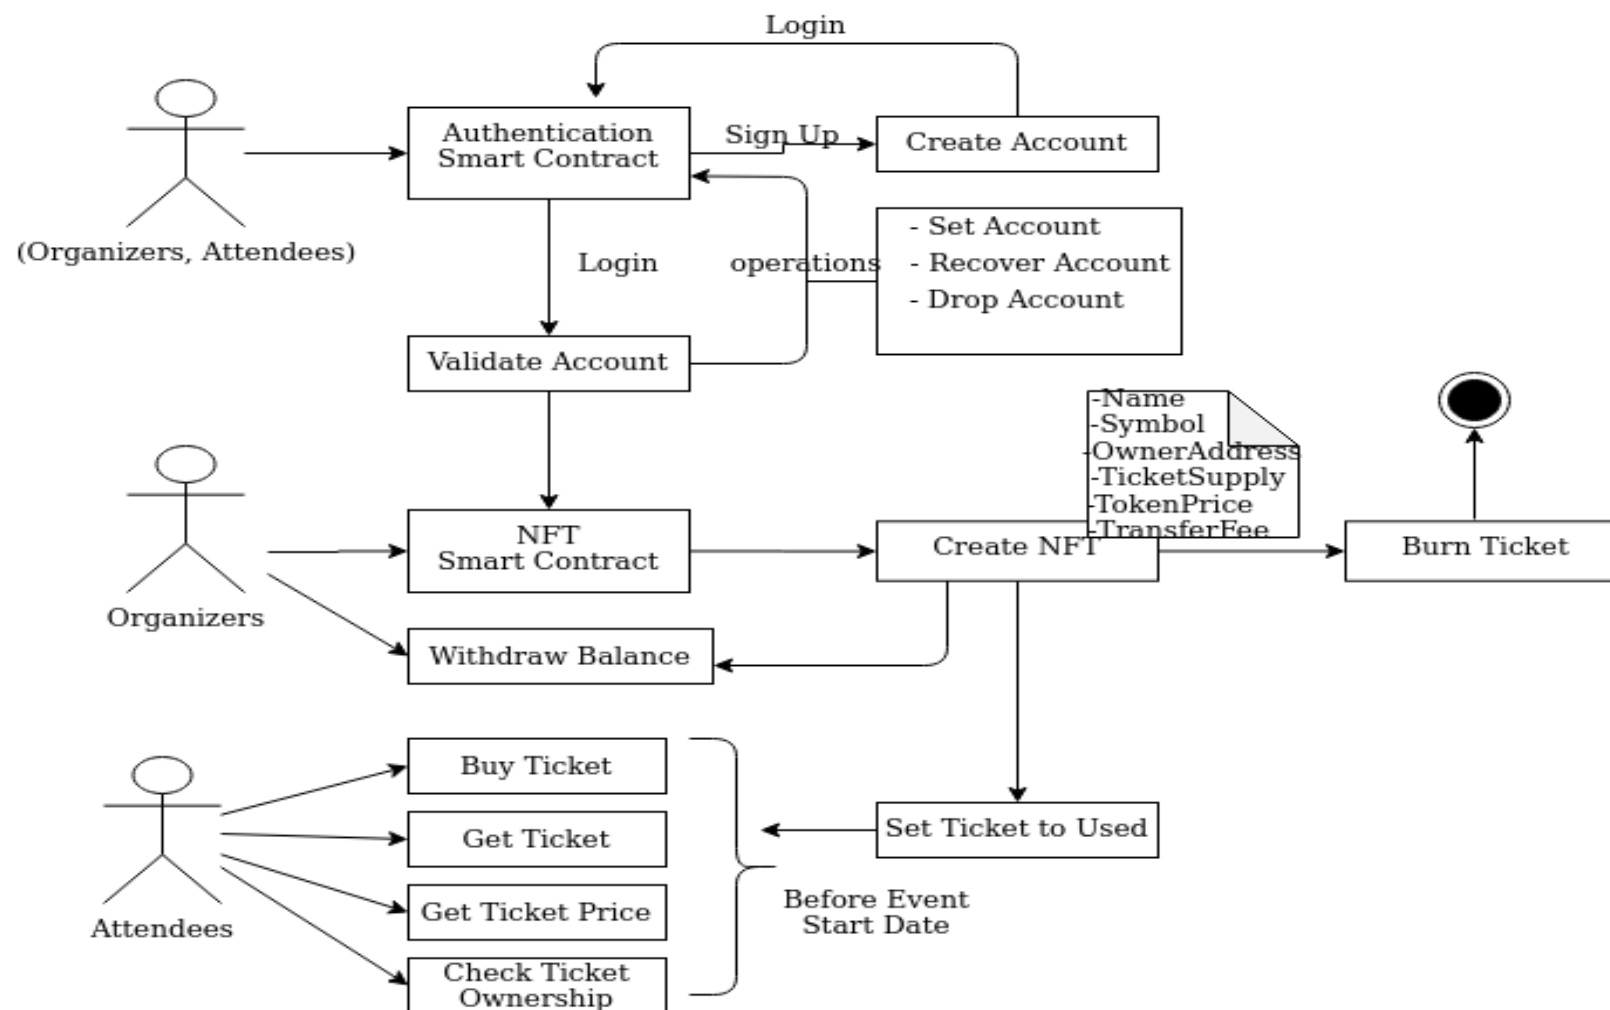 Login
Authentication
Smart Contract
Sign Up
Create Account
(Organizers, Attendees)
- Set Account
- Recover Account
- Drop Account
Login
operations
Validate Account
-Name
-Symbol
-OwnerAddress
-TicketSupply
-TokenPrice
-TransferFee
NFT
Smart Contract
Create NFT
Burn Ticket
Organizers
Withdraw Balance
Buy Ticket
Get Ticket
Set Ticket to Used
Get Ticket Price
Before Event
Start Date
Attendees
Check Ticket
Ownership